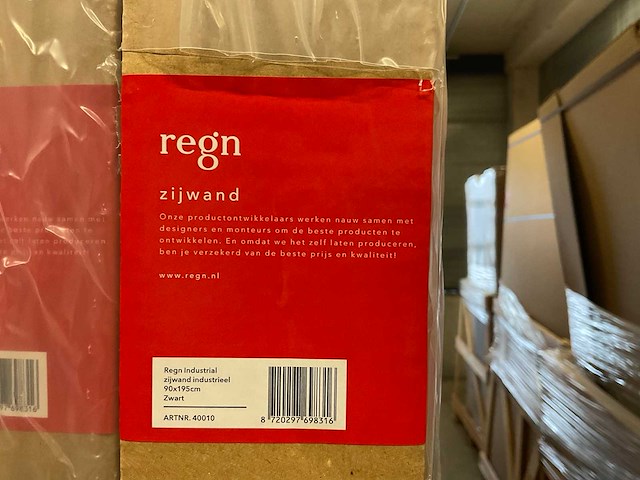 regn
zijwand
Onze productontwikkelaars werken nauw samen met
designers en monteurs om de beste producten te
ontwikkelen. En omdat we het zelf laten produceren,
ben je verzekerd van de beste prijs en kwaliteit!
www.regn.nl
Regn Industrial
zijwand industrieel
90x195cm
Zwart
ARTNR. 40010
8 720297 698316